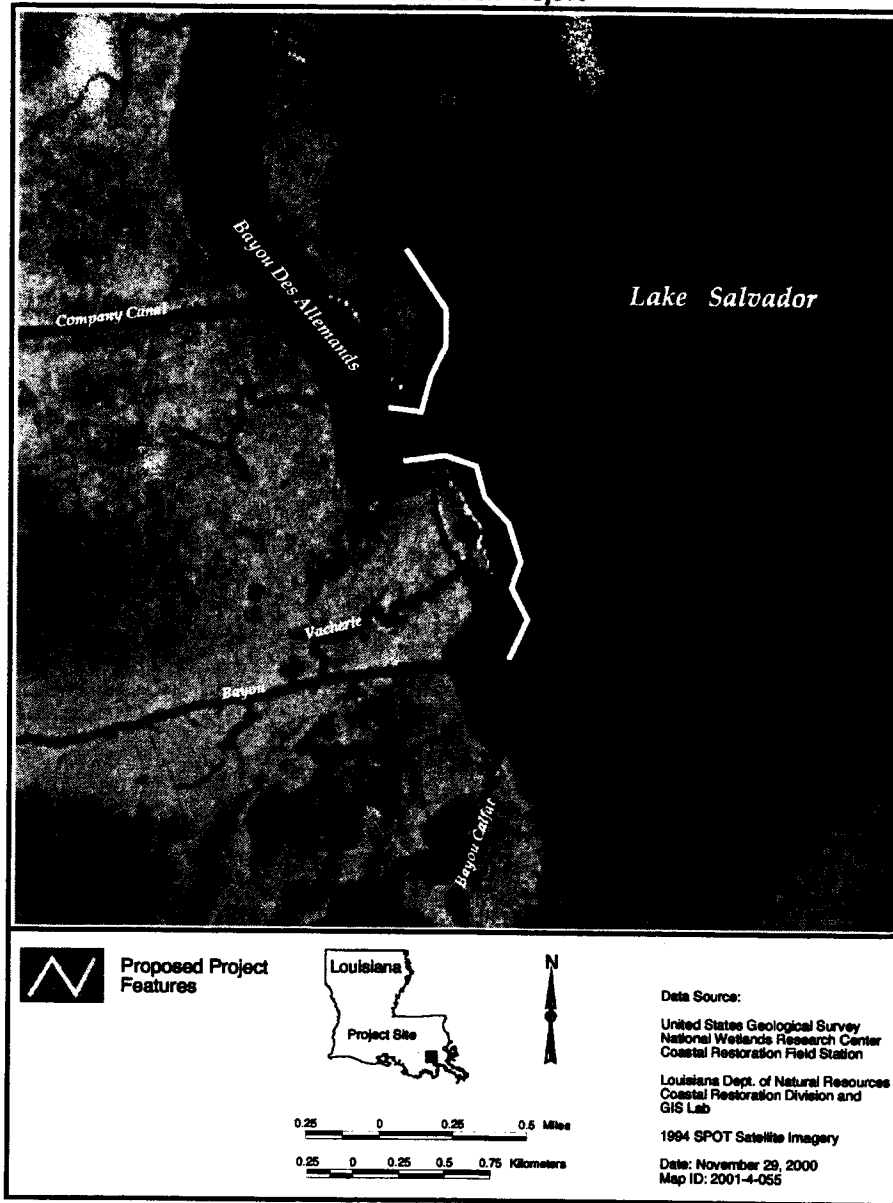 Bayou Des Allemands
Company Canal
Lake Salvador
Vacherie
Bayou
Bayou Calfat
Proposed Project
Features
Louisiana
Project Site
N
0.25 0 0.25 0.5 Miles
0.25 0 0.25 0.5 0.75 Kilometers
Data Source:
United States Geological Survey
National Wetlands Research Center
Coastal Restoration Field Station
Louisiana Dept. of Natural Resources
Coastal Restoration Division and
GIS Lab
1994 SPOT Satellite Imagery
Date: November 29, 2000
Map ID: 2001-4-055